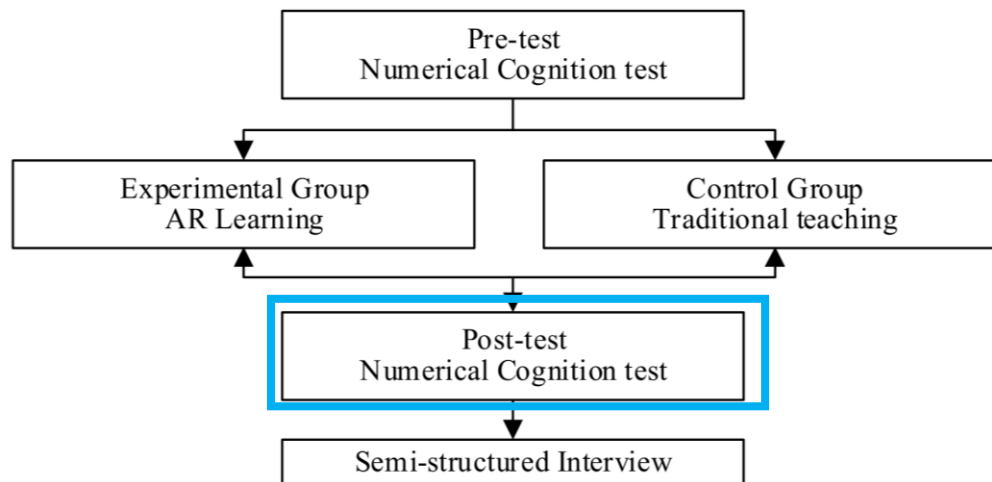 Pre-test
Numerical Cognition test
Experimental Group
AR Learning
Control Group
Traditional teaching
Post-test
Numerical Cognition test
Semi-structured Interview